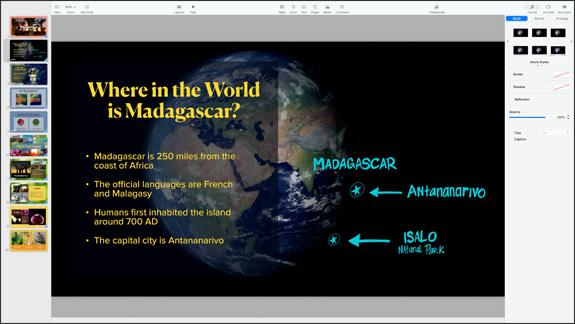 View
Zoom
Add Slide
Keynote
Play
Table
Chart
Text
Shape
Media
Comment
Collaborate
Format
Animate
Document
Style
Movie
Arrange
Movie Styles
Border
Shadow
Reflection
Opacity
100%
Title
Caption
Where in the World
is Madagascar?
• Madagascar is 250 miles from the
coast of Africa
• The official languages are French
and Malagasy
• Humans first inhabited the island
around 700 AD
• The capital city is Antananarivo
MADAGASCAR
ANTANANARIVO
ISALO
NATIONAL PARK